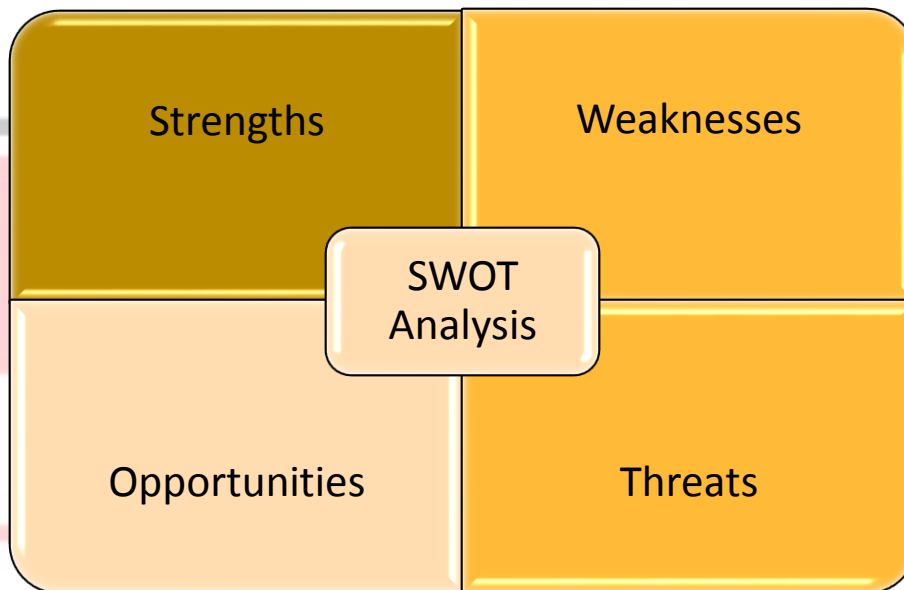 Strengths
Weaknesses
SWOT
Analysis
Opportunities
Threats